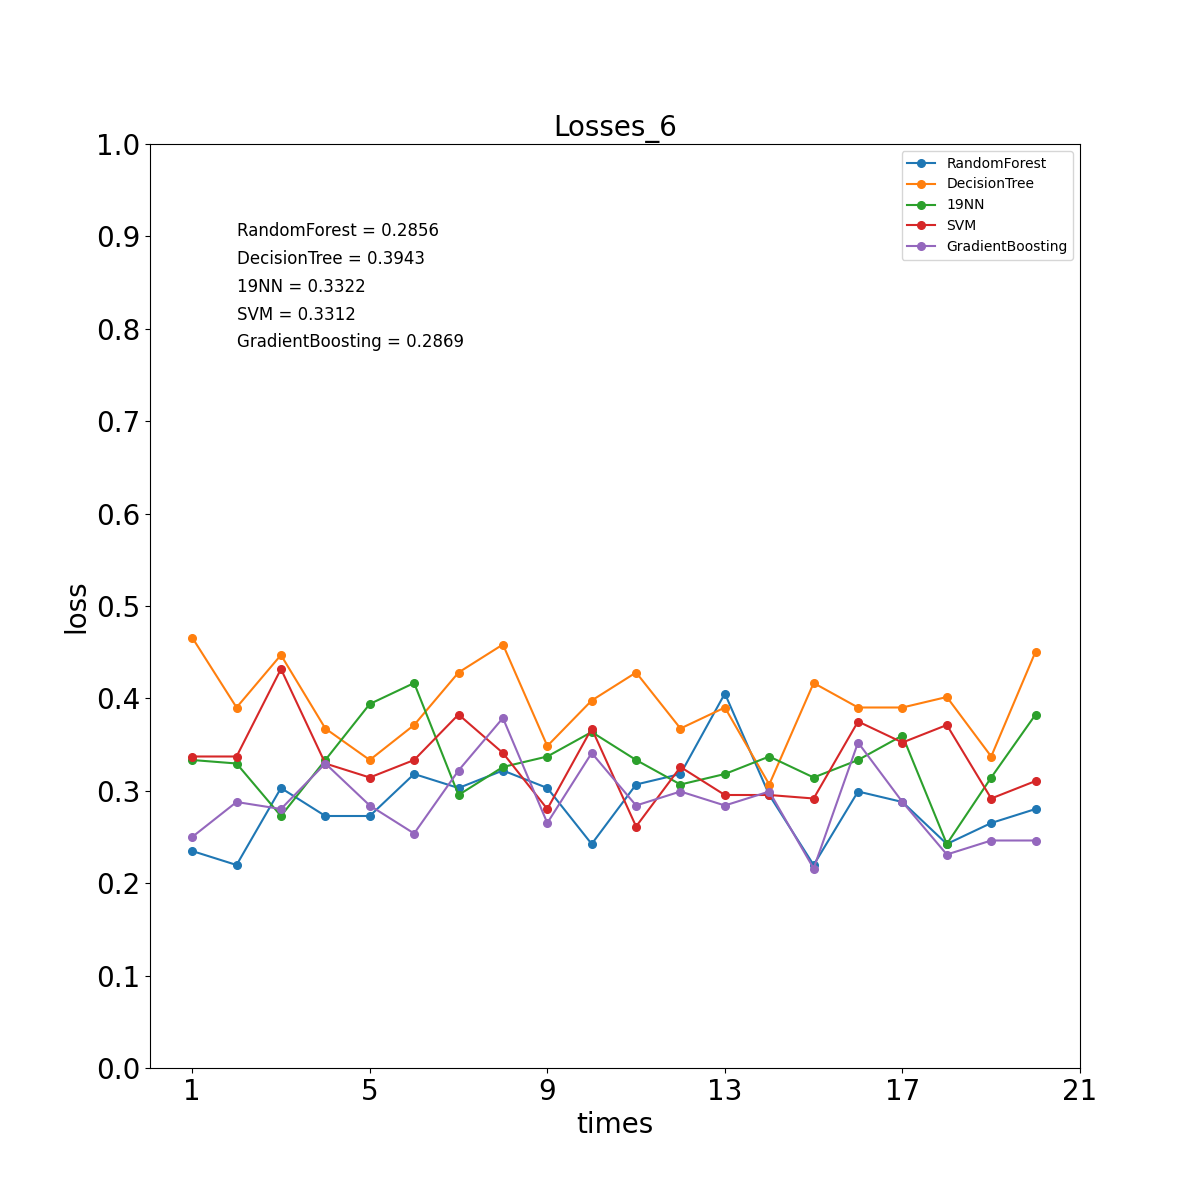 Losses_6
1.0
0.9
0.8
0.7
0.6
0.5
0.4
0.3
0.2
0.1
0.0
loss
RandomForest = 0.2856
DecisionTree = 0.3943
19NN = 0.3322
SVM = 0.3312
GradientBoosting = 0.2869
RandomForest
DecisionTree
19NN
SVM
GradientBoosting
1 5 9 13 17 21
times